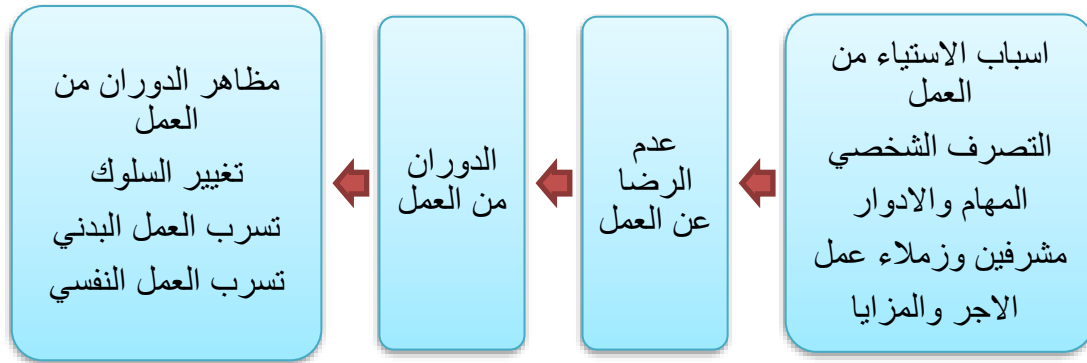 اسباب الاستياء من
العمل
التصرف الشخصي
المهام والادوار
مشرفين وزملاء عمل
الاجر والمزايا
عدم
الرضا
عن العمل
الدوران
من العمل
مظاهر الدوران من
العمل
تغيير السلوك
تسرب العمل البدني
تسرب العمل النفسي